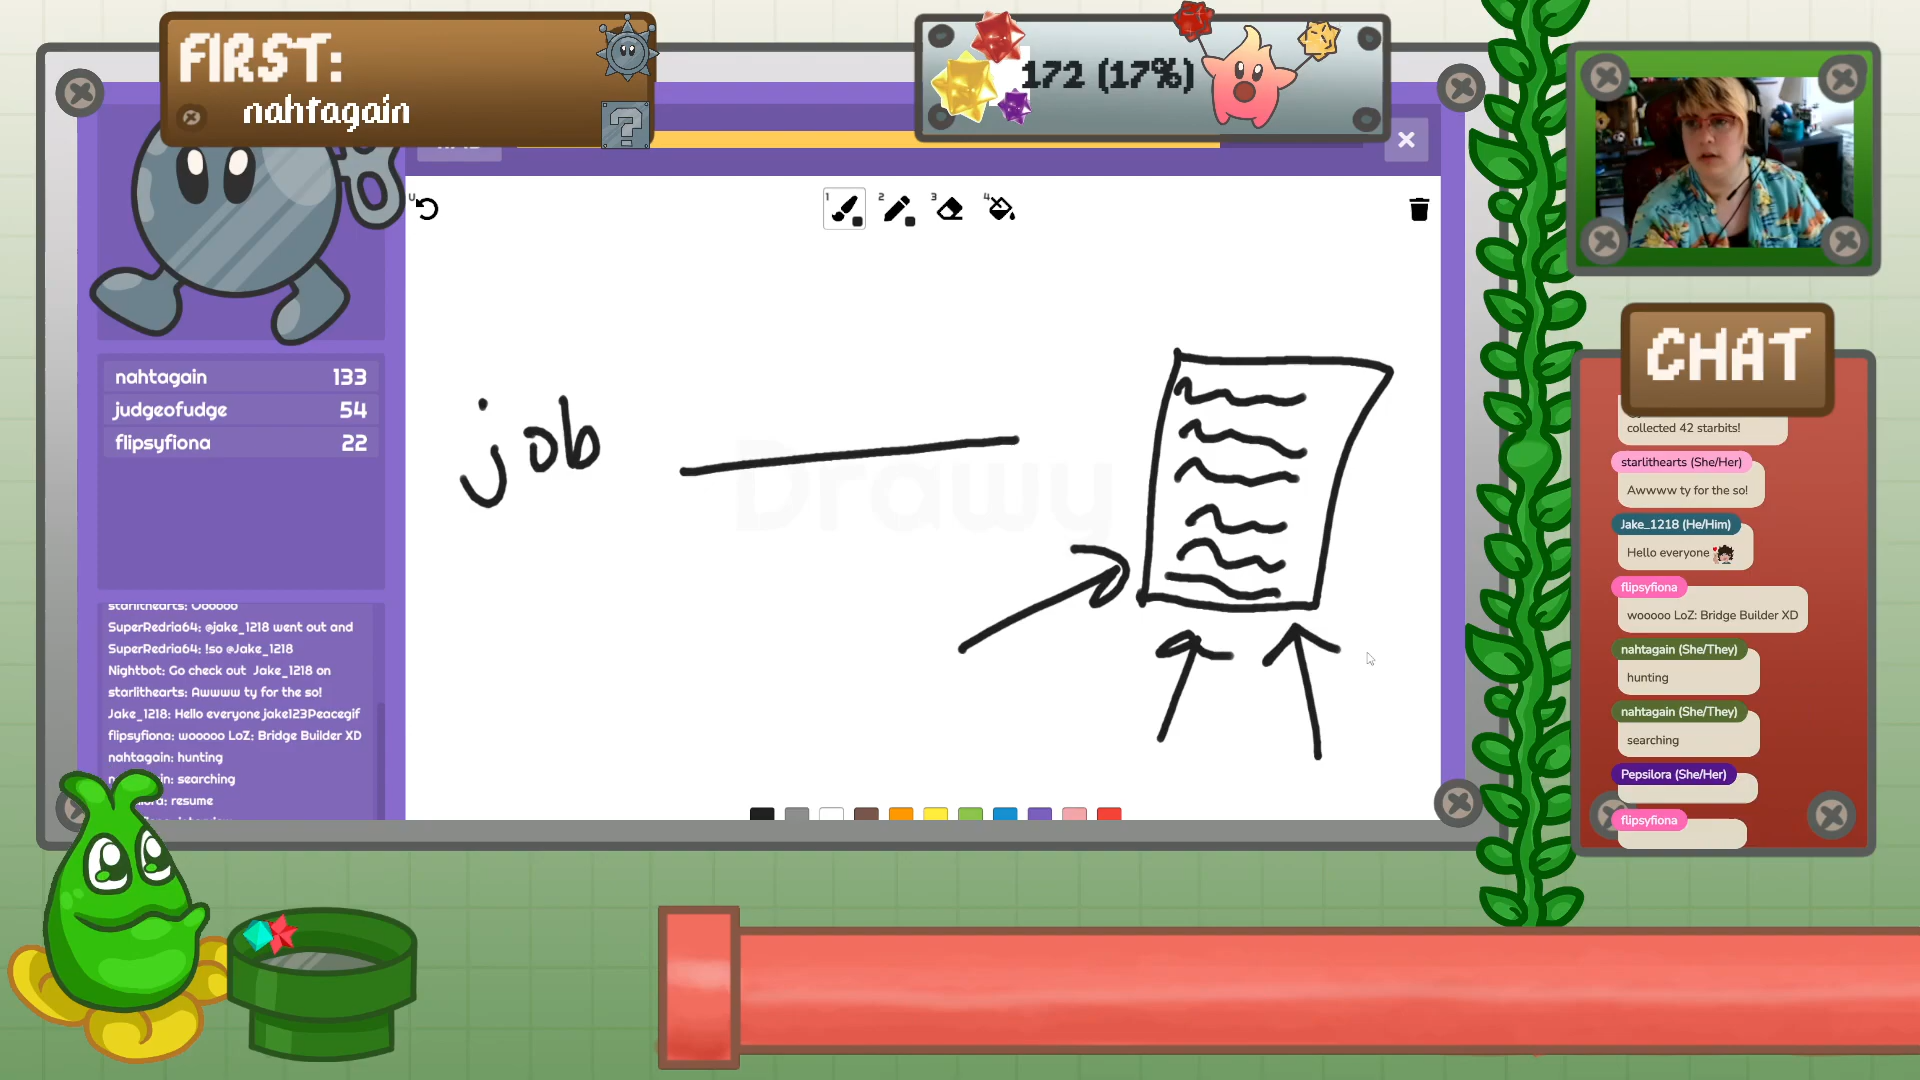 FIRST:
nahtagain
172 (17%)
U
1
2
3
4
job
Drawy
nahtagain 133
judgeofudge 54
flipsyfiona 22
SuperRedria64: @jake_1218 went out and
SuperRedria64: !so @Jake_1218
Nightbot: Go check out Jake_1218 on
starlithearts: Awwww ty for the so!
Jake_1218: Hello everyone jake123Peacegif
flipsyfiona: wooooo LoZ: Bridge Builder XD
nahtagain: hunting
searching
resume
CHAT
collected 42 starbits!
starlithearts (She/Her)
Awwww ty for the so!
Jake_1218 (He/Him)
Hello everyone
flipsyfiona
wooooo LoZ: Bridge Builder XD
nahtagain (She/They)
hunting
nahtagain (She/They)
searching
Pepsilora (She/Her)
flipsyfiona